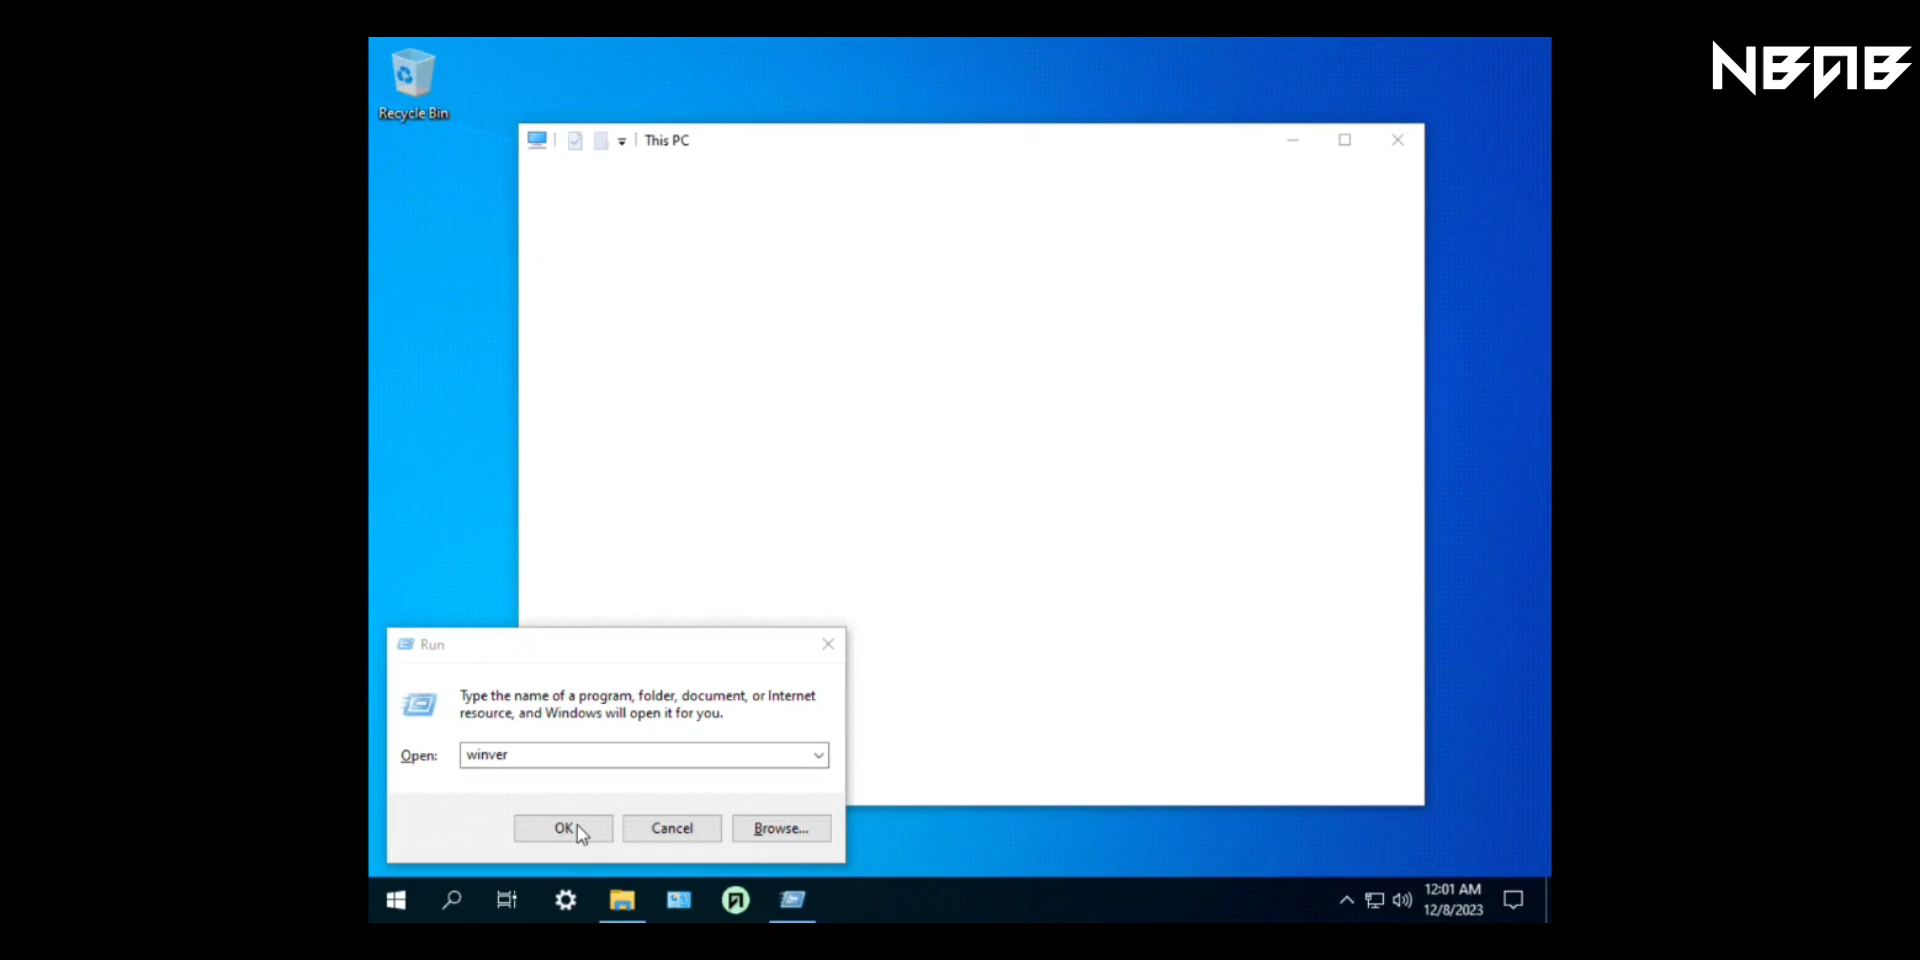 NBAB
Recycle Bin
This PC
Run
Type the name of a program, folder, document, or Internet
resource, and Windows will open it for you.
Open: winver
OK Cancel Browse...
12:01 AM
12/8/2023